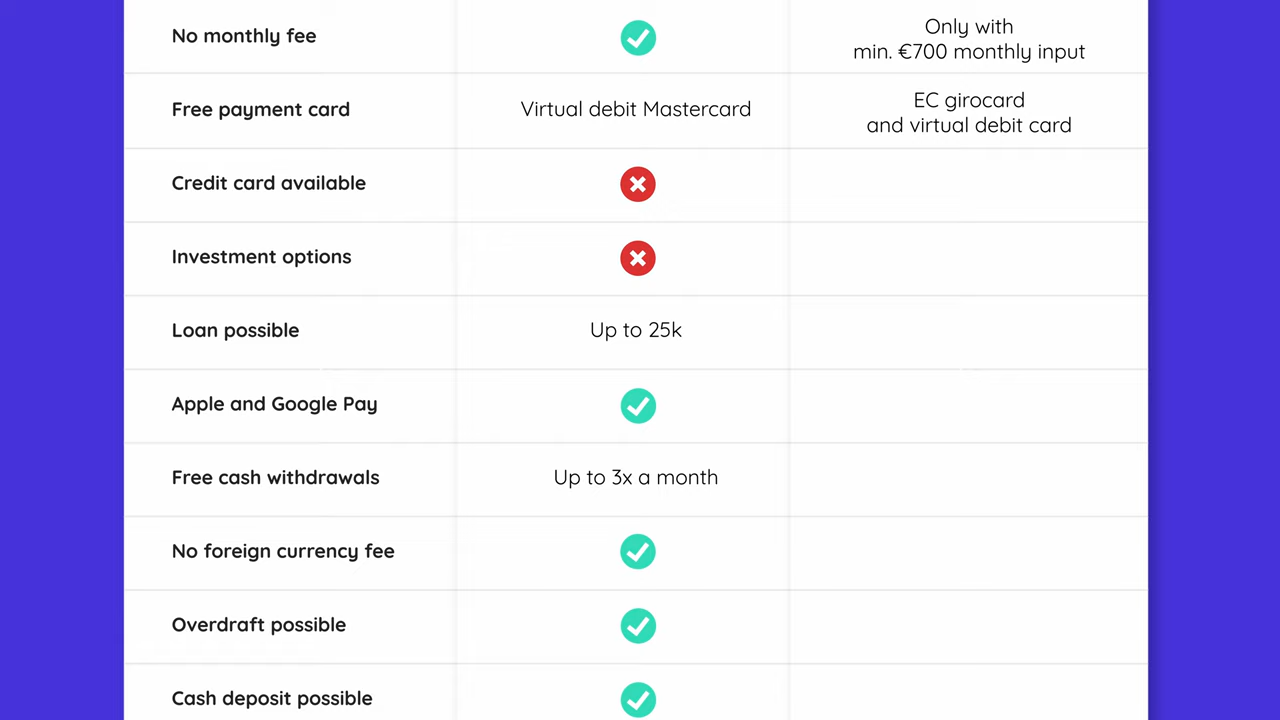 No monthly fee
Only with
min. €700 monthly input
Free payment card
Virtual debit Mastercard
EC girocard
and virtual debit card
Credit card available
Investment options
Loan possible
Up to 25k
Apple and Google Pay
Free cash withdrawals
Up to 3x a month
No foreign currency fee
Overdraft possible
Cash deposit possible